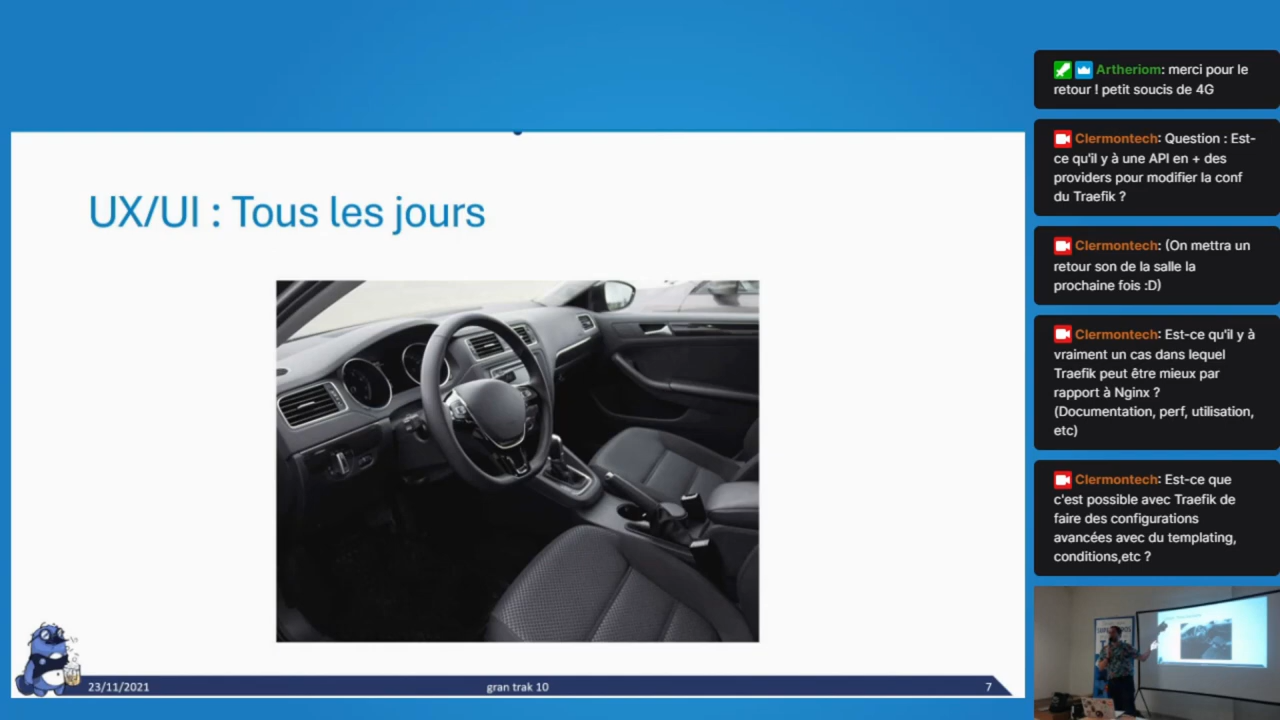 UX/UI : Tous les jours
23/11/2021
gran trak 10
7
Artheriom: merci pour le
retour ! petit soucis de 4G
Clermontech: Question : Est-
ce qu'il y à une API en + des
providers pour modifier la conf
du Traefik ?
Clermontech: (On mettra un
retour son de la salle la
prochaine fois :D)
Clermontech: Est-ce qu'il y à
vraiment un cas dans lequel
Traefik peut être mieux par
rapport à Nginx ?
(Documentation, perf, utilisation,
etc)
Clermontech: Est-ce que
c'est possible avec Traefik de
faire des configurations
avancées avec du templating,
conditions,etc ?